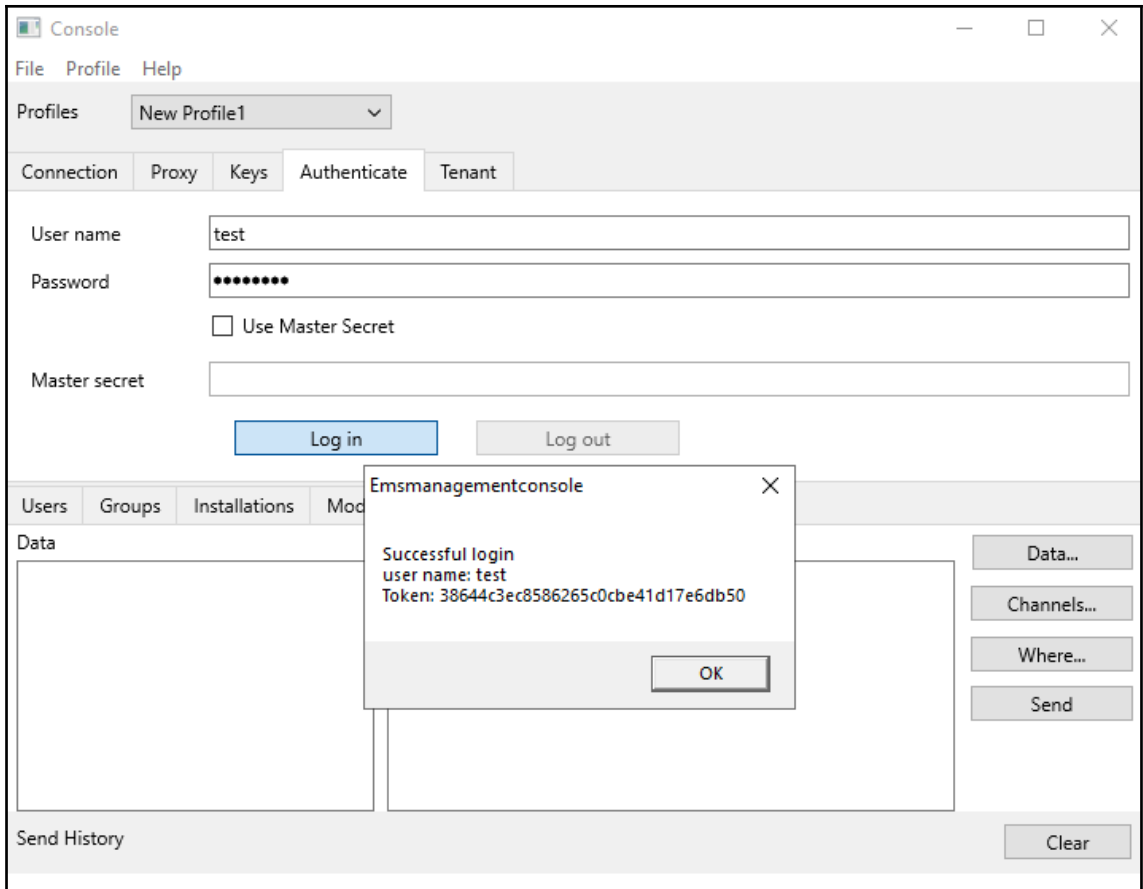 Console
File Profile Help
Profiles New Profile1
Connection Proxy Keys Authenticate Tenant
User name test
Password ••••••••
Use Master Secret
Master secret
Log in Log out
Users Groups Installations Mod
Emsmanagementconsole
Successful login
user name: test
Token: 38644c3ec8586265c0cbe41d17e6db50
OK
Data
Data...
Channels...
Where...
Send
Send History Clear